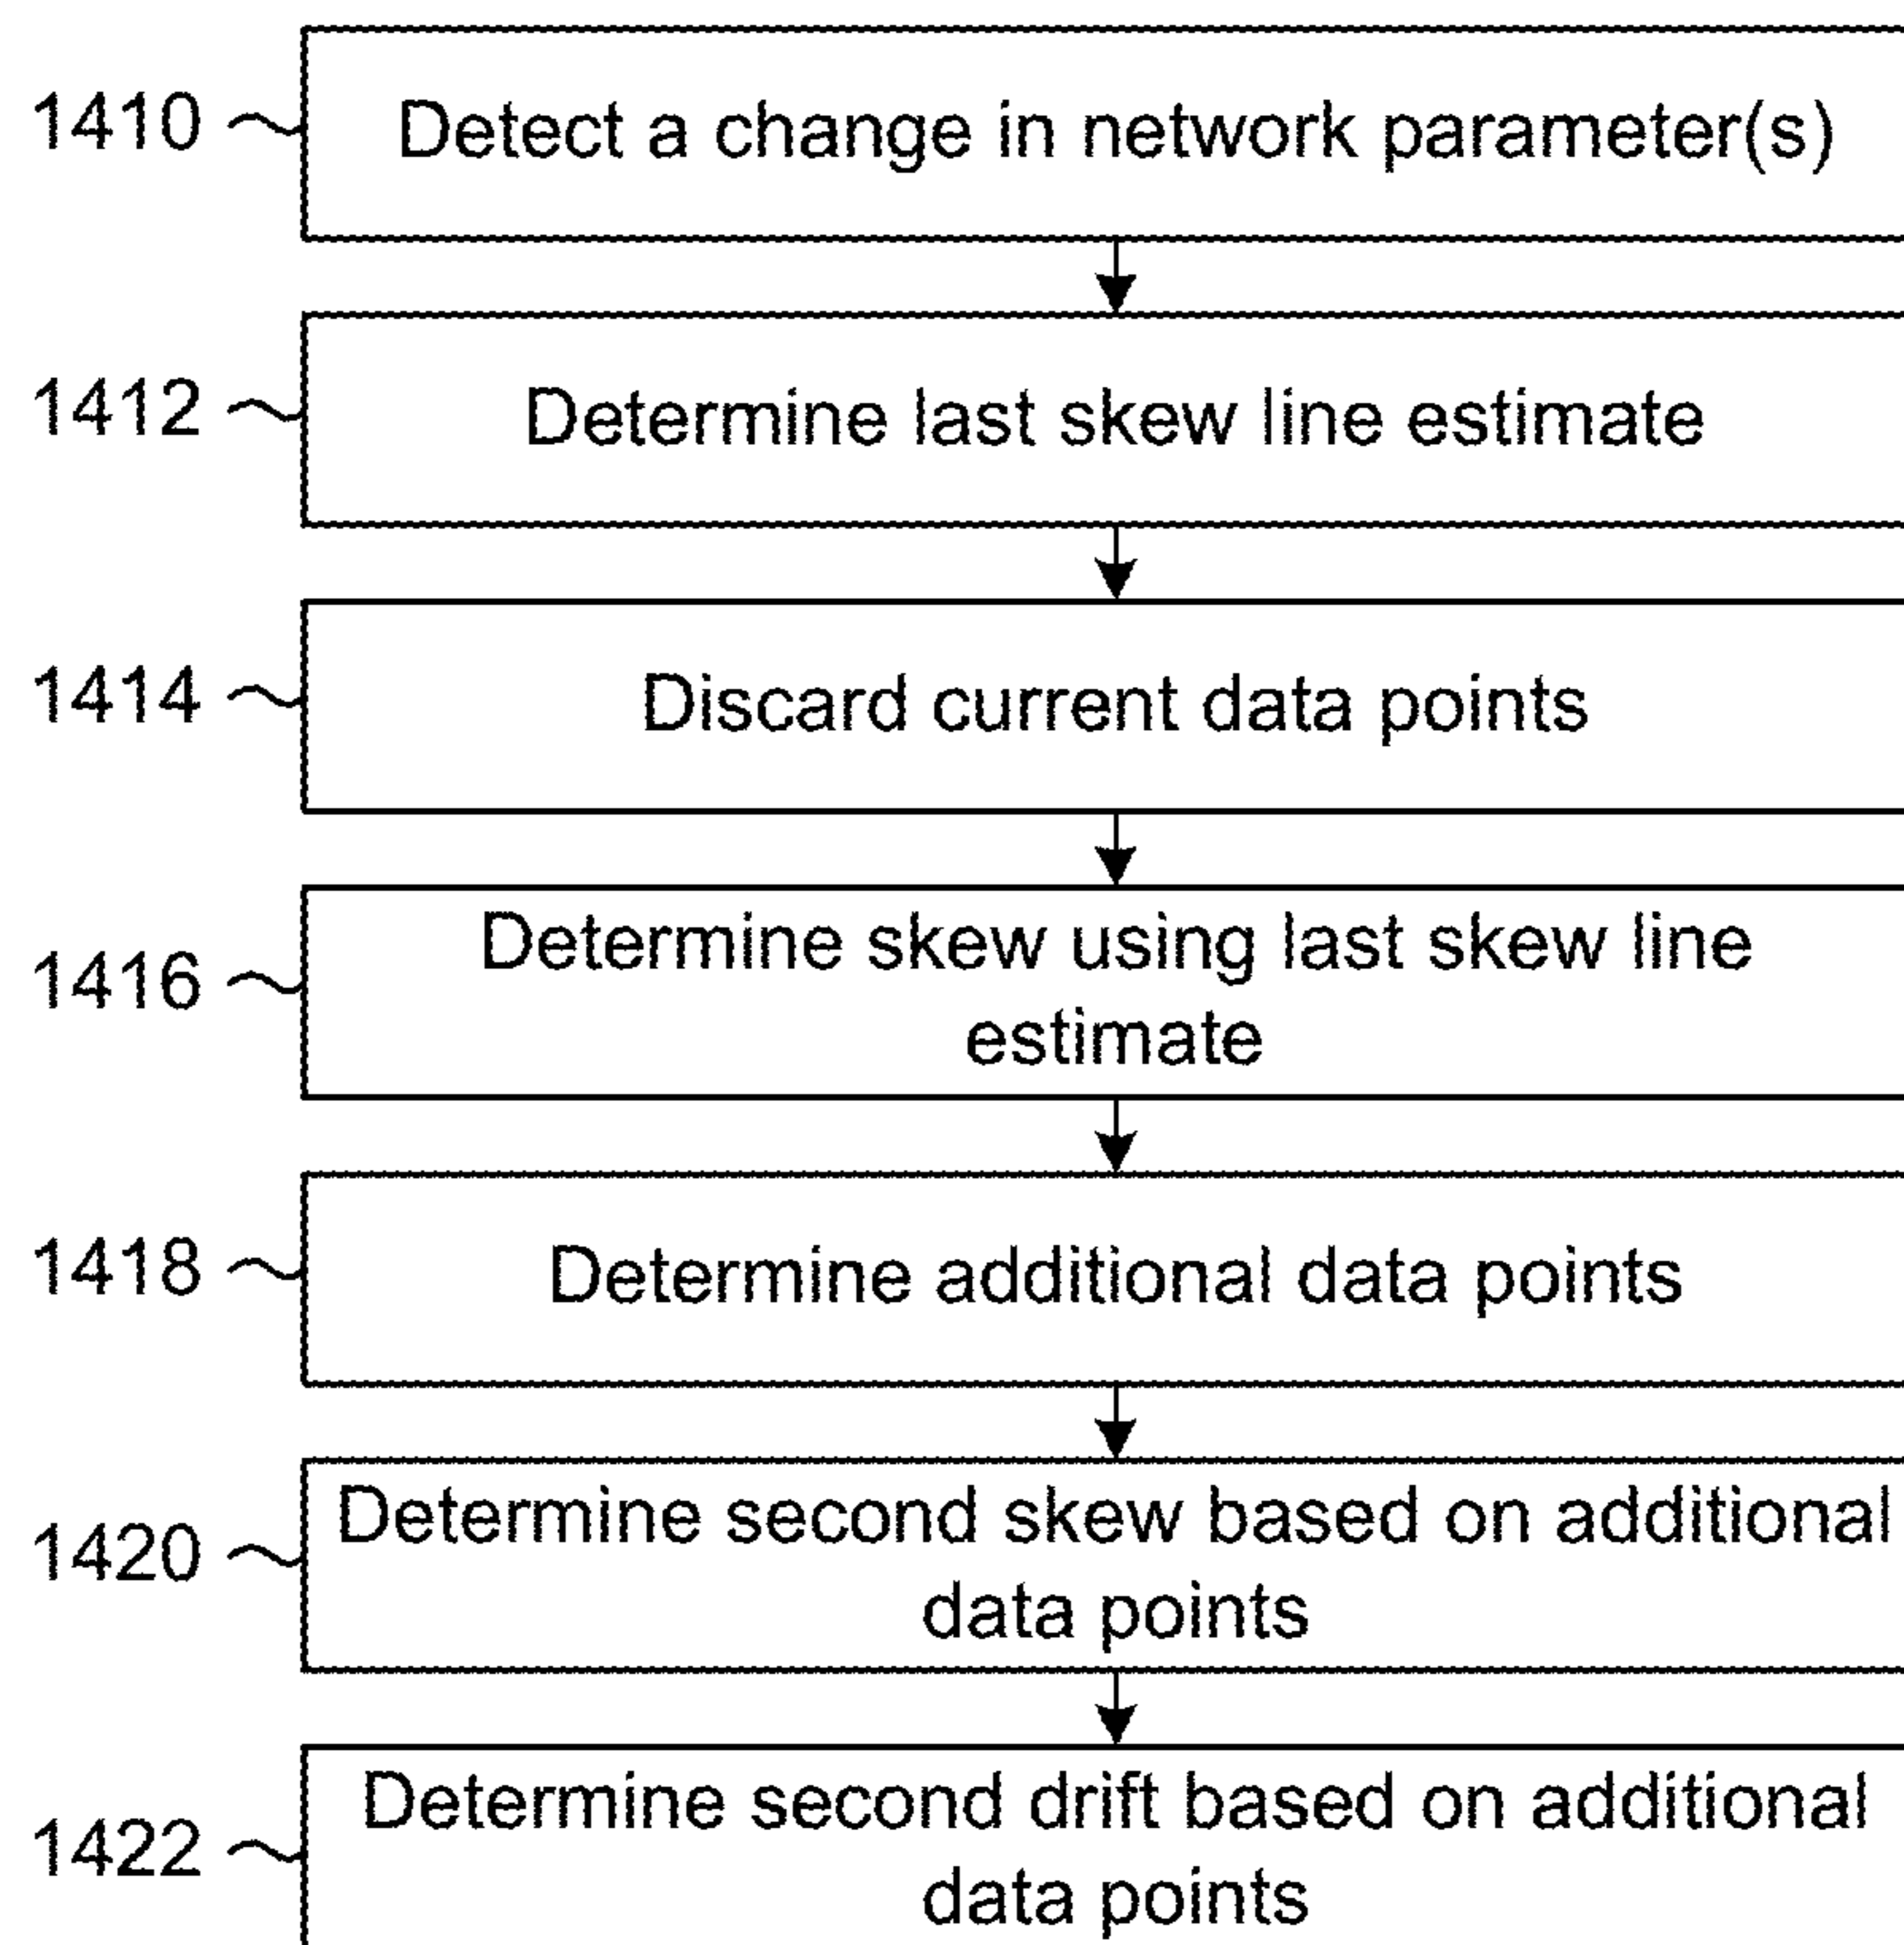 1410 Detect a change in network parameter(s)
1412 Determine last skew line estimate
1414 Discard current data points
1416 Determine skew using last skew line
estimate
1418 Determine additional data points
1420 Determine second skew based on additional
data points
1422 Determine second drift based on additional
data points